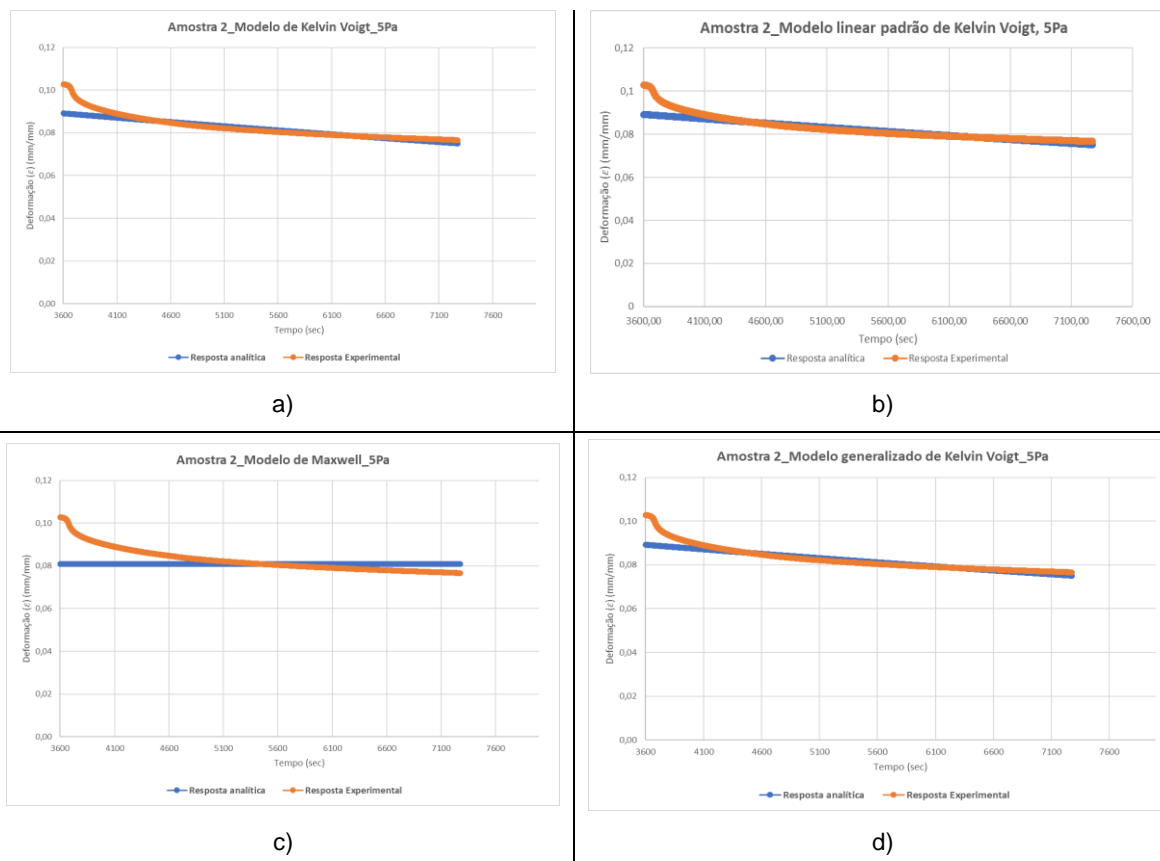 Amostra 2_Modelo de Kelvin Voigt_5Pa
0,12
0,10
0,08
0,06
0,04
0,02
0,00
Deformação (ε) (mm/mm)
3600 4100 4600 5100 5600 6100 6600 7100 7600
Tempo (sec)
Resposta analítica Resposta Experimental
a)
Amostra 2_Modelo linear padrão de Kelvin Voigt, 5Pa
0,12
0,1
0,08
0,06
0,04
0,02
0
Deformação (ε) (mm/mm)
3600,00 4100,00 4600,00 5100,00 5600,00 6100,00 6600,00 7100,00 7600,00
Tempo (sec)
Resposta analítica Resposta Experimental
b)
Amostra 2_Modelo de Maxwell_5Pa
0,12
0,10
0,08
0,06
0,04
0,02
0,00
Deformação (ε) (mm/mm)
3600 4100 4600 5100 5600 6100 6600 7100 7600
Tempo (sec)
Resposta analítica Resposta Experimental
c)
Amostra 2_Modelo generalizado de Kelvin Voigt_5Pa
0,12
0,10
0,08
0,06
0,04
0,02
0,00
Deformação (ε) (mm/mm)
3600 4100 4600 5100 5600 6100 6600 7100 7600
Tempo (sec)
Resposta analítica Resposta Experimental
d)